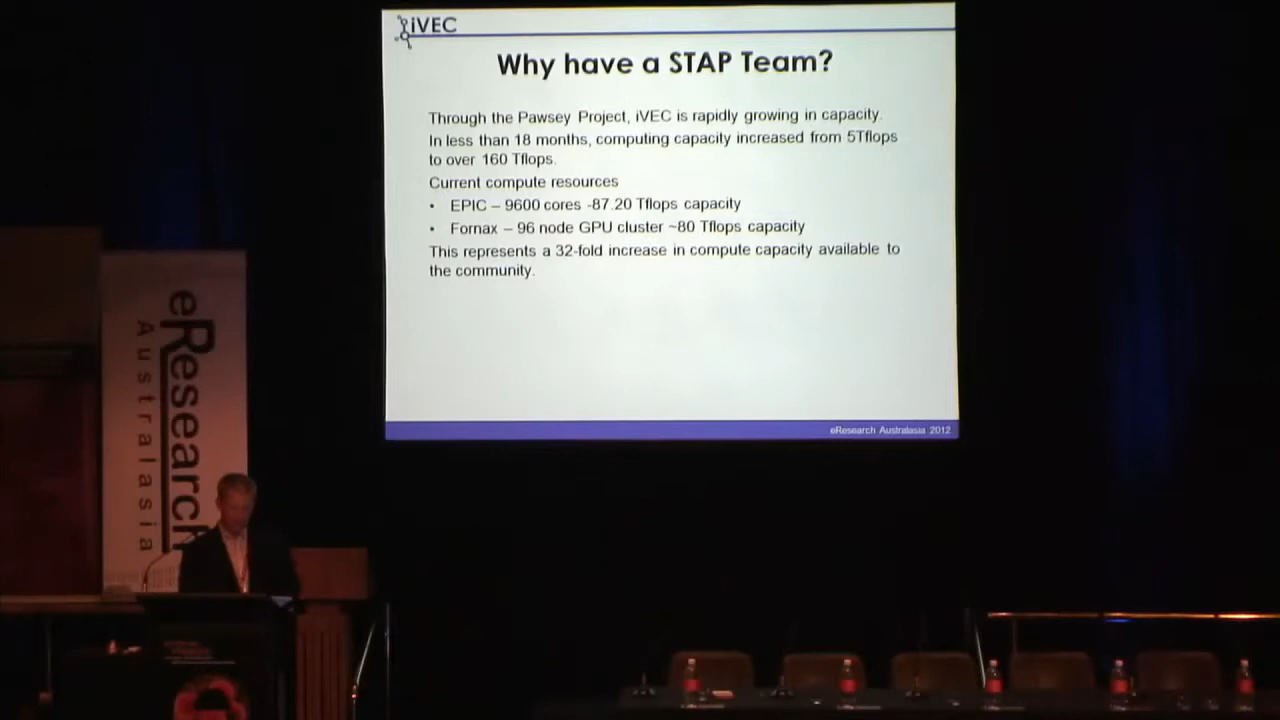 iVEC
Why have a STAP Team?
Through the Pawsey Project, iVEC is rapidly growing in capacity.
In less than 18 months, computing capacity increased from 5Tflops
to over 160 Tflops.
Current compute resources
• EPIC – 9600 cores -87.20 Tflops capacity
• Fornax – 96 node GPU cluster ~80 Tflops capacity
This represents a 32-fold increase in compute capacity available to
the community.
eResearch Australasia 2012
eResearch
Australasia